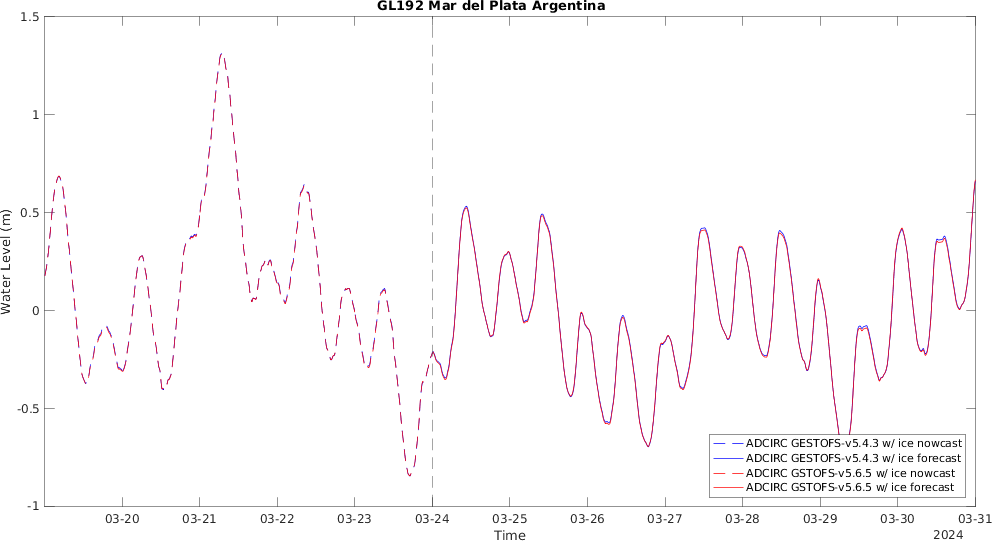 GL192 Mar del Plata Argentina
1.5
1
0.5
0
-0.5
-1
Water Level (m)
ADCIRC GESTOFS-v5.4.3 w/ ice nowcast
ADCIRC GESTOFS-v5.4.3 w/ ice forecast
ADCIRC GSTOFS-v5.6.5 w/ ice nowcast
ADCIRC GSTOFS-v5.6.5 w/ ice forecast
03-20 03-21 03-22 03-23 03-24 03-25 03-26 03-27 03-28 03-29 03-30 03-31
Time
2024